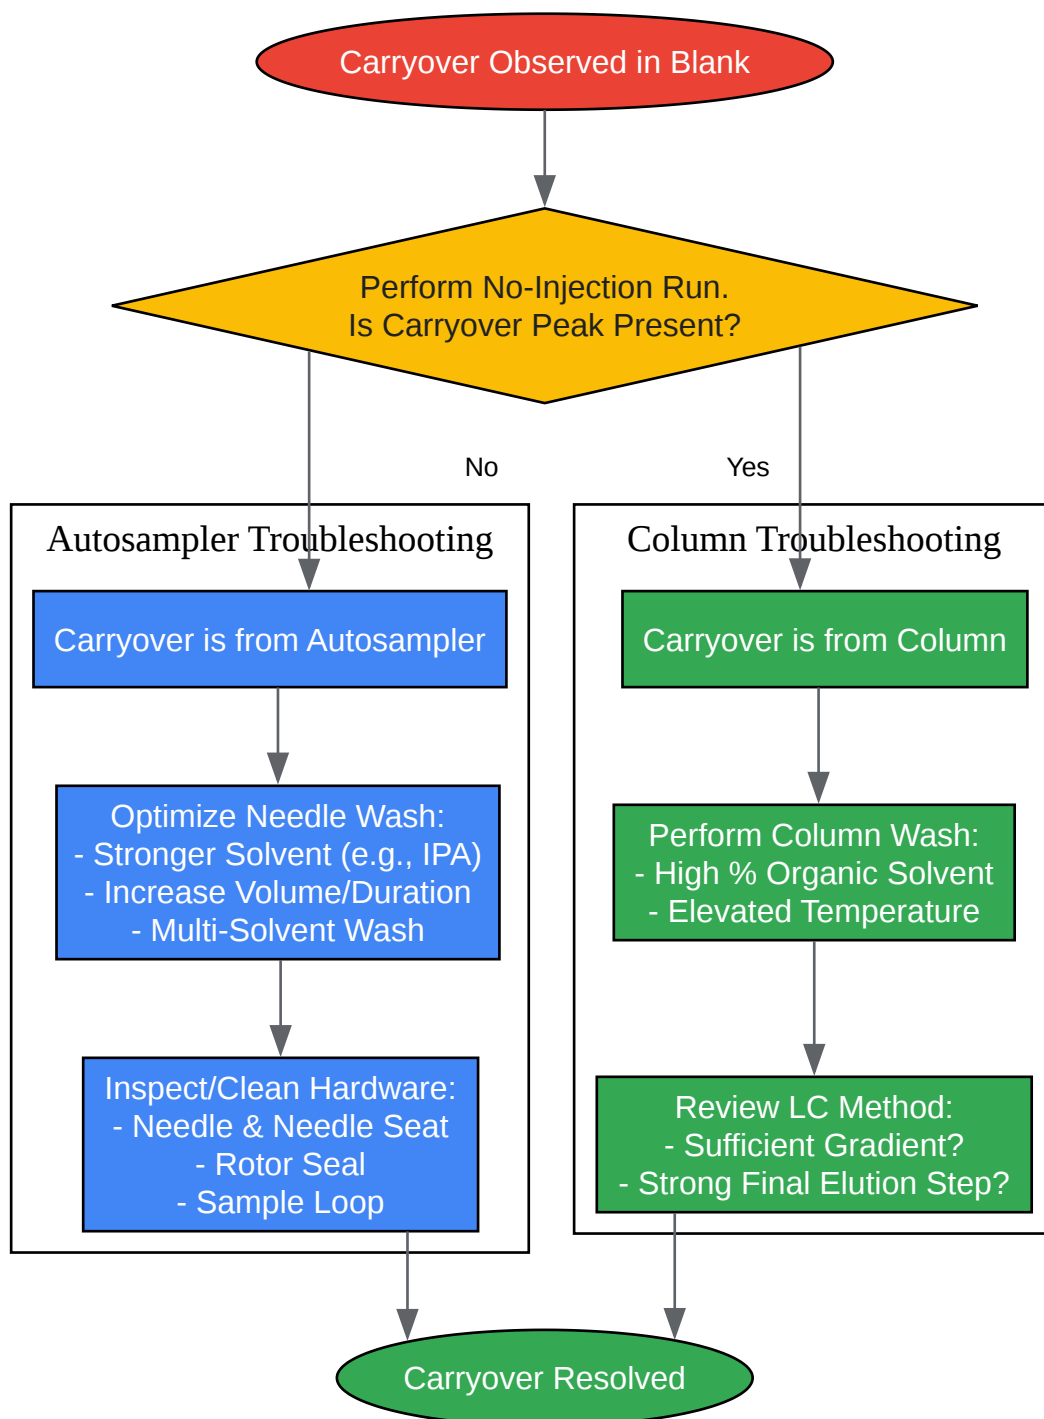 Carryover Observed in Blank
Perform No-Injection Run.
Is Carryover Peak Present?
No
Yes
Autosampler Troubleshooting
Carryover is from Autosampler
Optimize Needle Wash:
- Stronger Solvent (e.g., IPA)
- Increase Volume/Duration
- Multi-Solvent Wash
Inspect/Clean Hardware:
- Needle & Needle Seat
- Rotor Seal
- Sample Loop
Column Troubleshooting
Carryover is from Column
Perform Column Wash:
- High % Organic Solvent
- Elevated Temperature
Review LC Method:
- Sufficient Gradient?
- Strong Final Elution Step?
Carryover Resolved